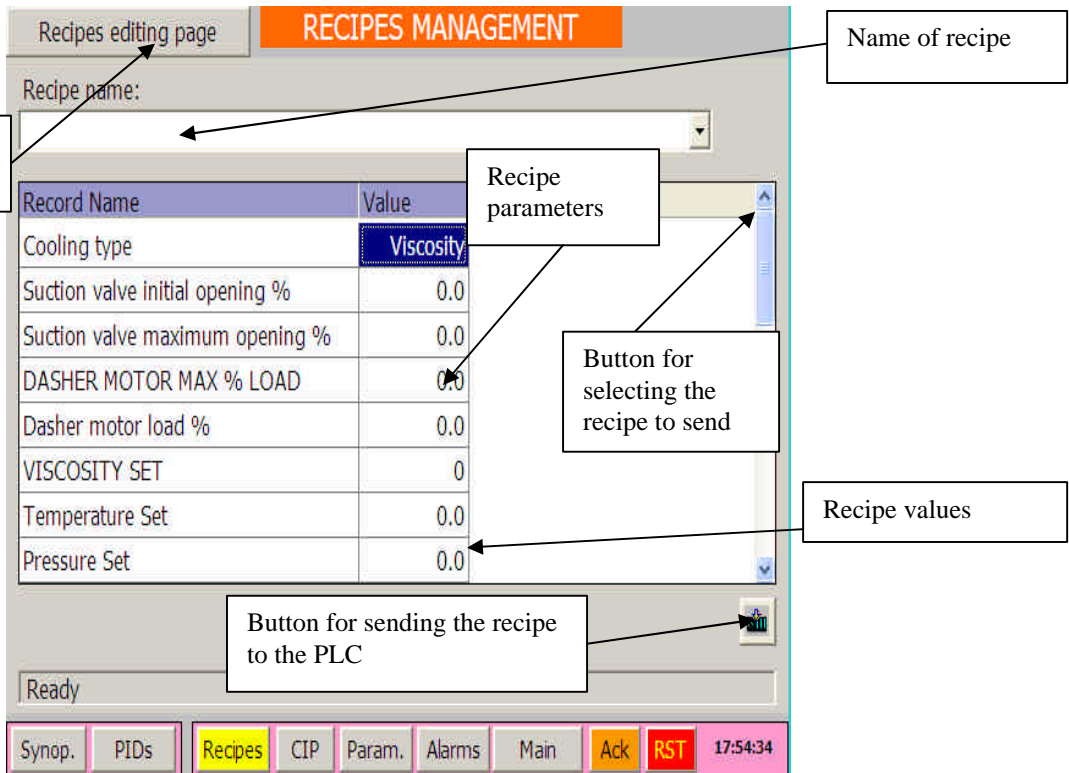 Recipes editing page
RECIPES MANAGEMENT
Name of recipe
Recipe name:
Recipe
parameters
Record Name Value
Cooling type Viscosity
Suction valve initial opening % 0.0
Suction valve maximum opening % 0.0
DASHER MOTOR MAX % LOAD 0.0
Dasher motor load % 0.0
VISCOSITY SET 0
Temperature Set 0.0
Pressure Set 0.0
Button for
selecting the
recipe to send
Recipe values
Button for sending the recipe
to the PLC
Ready
Synop. PIDs Recipes CIP Param. Alarms Main Ack RST 17:54:34